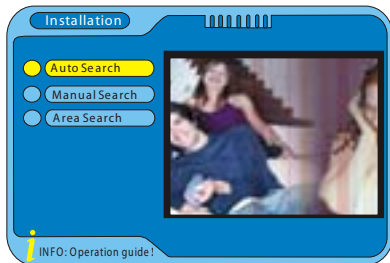 Installation
Auto Search
Manual Search
Area Search
i INFO: Operation guide!